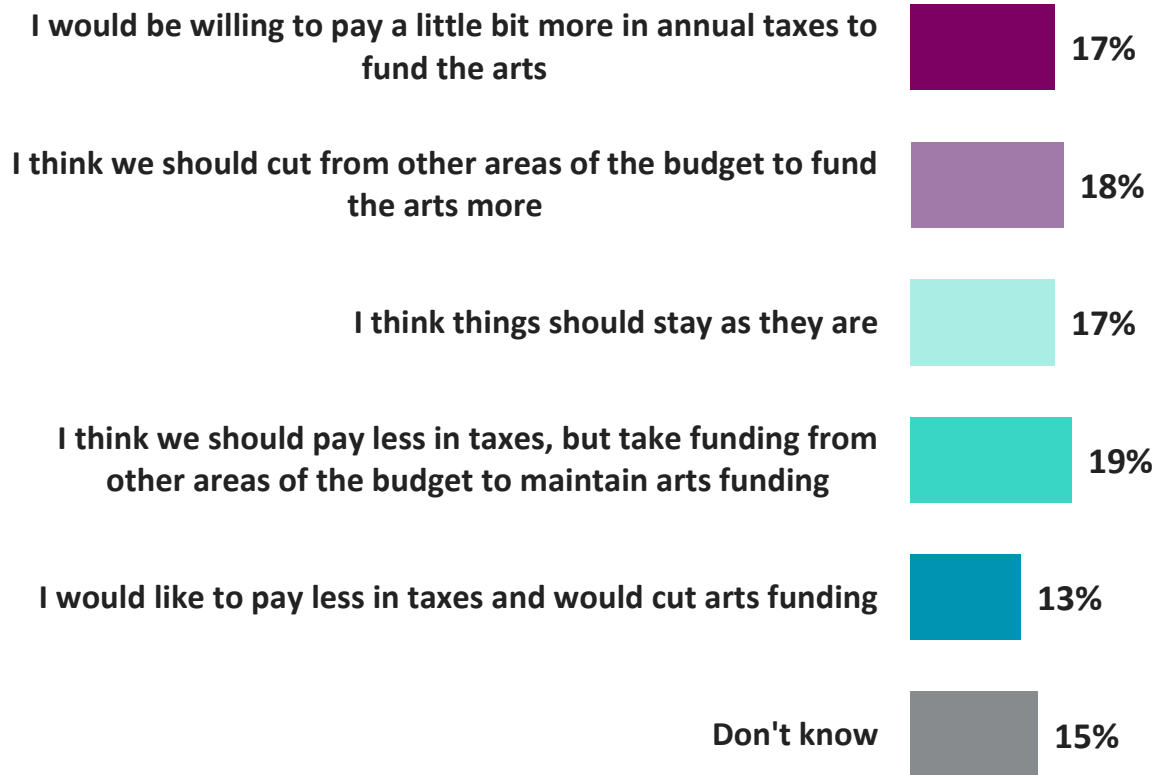 I would be willing to pay a little bit more in annual taxes to
fund the arts
17%
I think we should cut from other areas of the budget to fund
the arts more
18%
I think things should stay as they are
17%
I think we should pay less in taxes, but take funding from
other areas of the budget to maintain arts funding
19%
I would like to pay less in taxes and would cut arts funding
13%
Don't know
15%